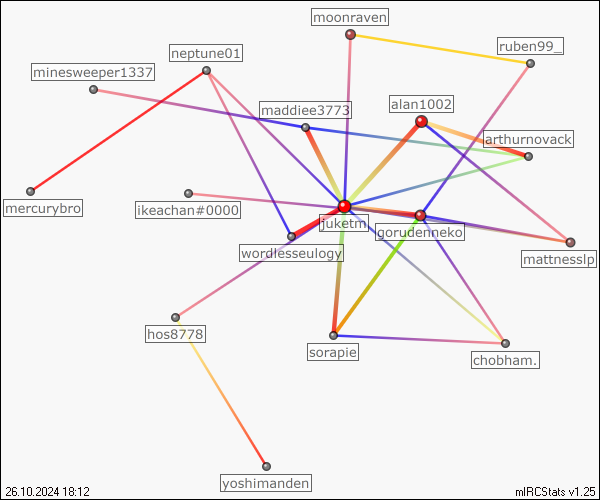 moonraven
ruben99_
neptune01
minesweeper1337
alan1002
maddiee3773
arthurnovack
mercurybro
ikeachan#0000
juketm
gorudenneko
wordlesseulogy
mattnesslp
hos8778
sorapie
chobham.
yoshimanden
26.10.2024 18:12
mIRCStats v1.25